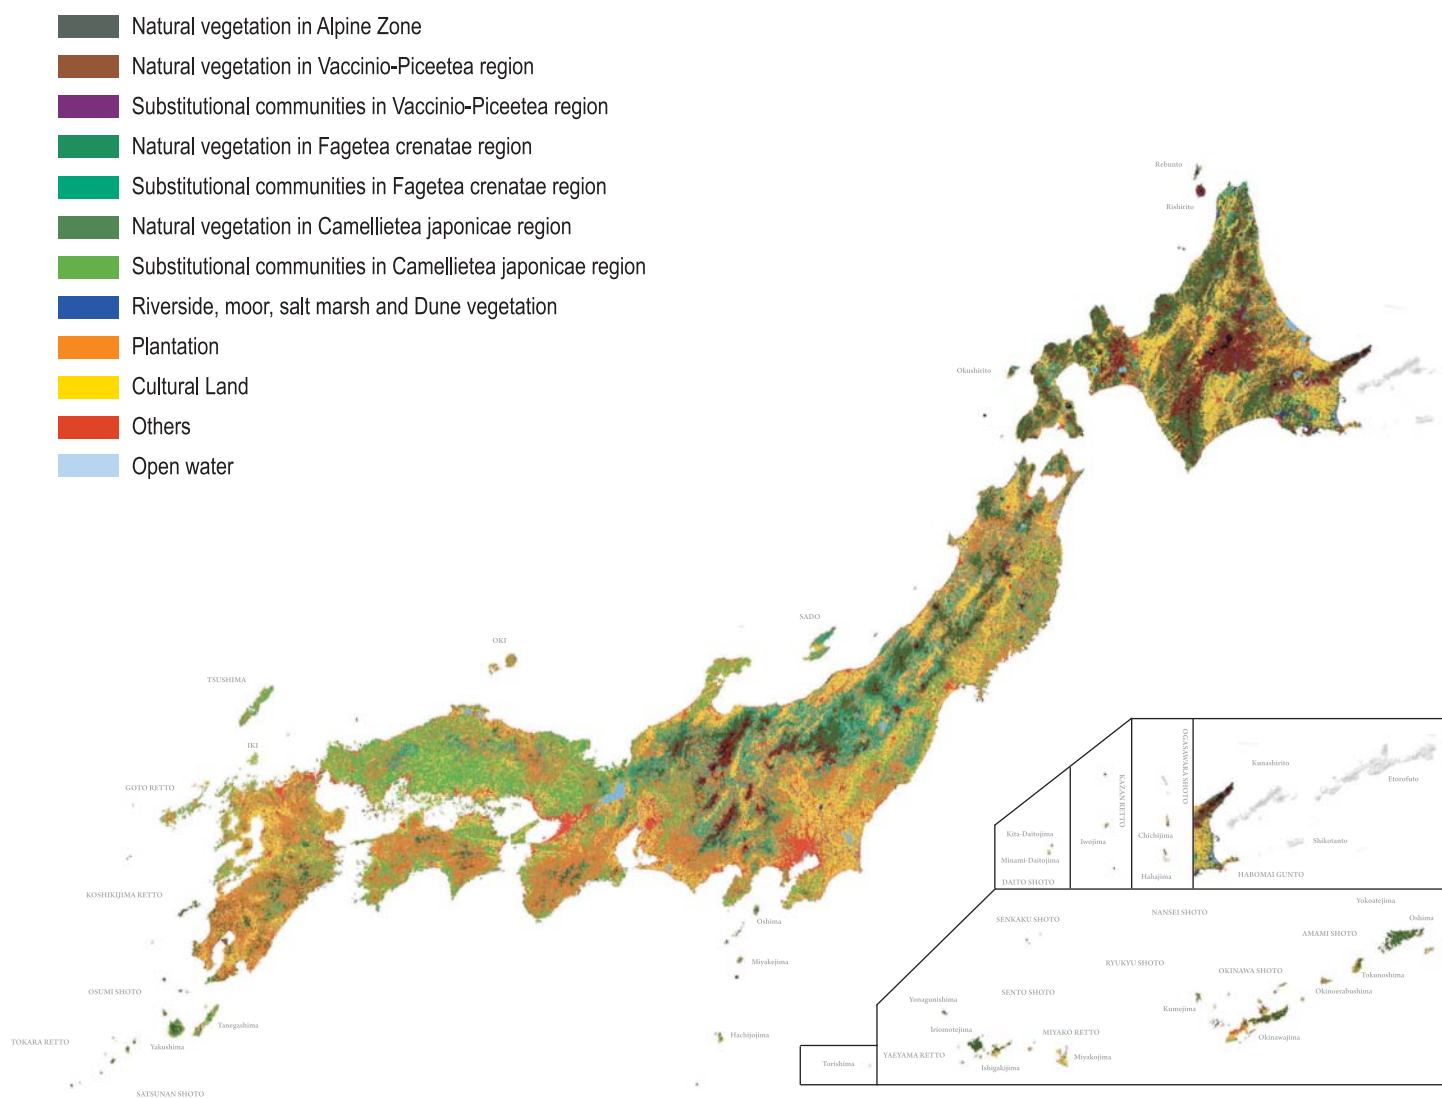 Natural vegetation in Alpine Zone
Natural vegetation in Vaccinio-Piceetea region
Substitutional communities in Vaccinio-Piceetea region
Natural vegetation in Fagetea crenatae region
Substitutional communities in Fagetea crenatae region
Natural vegetation in Camellietea japonicae region
Substitutional communities in Camellietea japonicae region
Riverside, moor, salt marsh and Dune vegetation
Plantation
Cultural Land
Others
Open water
Rebunto
Rishirito
Okushirito
SADO
OKI
TSUSHIMA
IKI
GOTO RETTO
KOSHIKIJIMA RETTO
OSUMI SHOTO
Tanegashima
Yakushima
TOKARA RETTO
SATSUNAN SHOTO
Oshima
Miyakejima
Hachijojima
Torishima
Kita-Daitojima
Minami-Daitojima
DAITO SHOTO
Iwojima
KAZAN RETTO
OGASAWARA SHOTO
Chichijima
Hahajima
Kunashirito
Etorofuto
Shikotanto
HABOMAI GUNTO
Yokoatejima
Oshima
NANSEI SHOTO
SENKAKU SHOTO
AMAMI SHOTO
RYUKYU SHOTO
OKINAWA SHOTO
Tokunoshima
Okinoerabushima
SENTO SHOTO
Yonagunishima
Kumejima
Iriomotejima
MIYAKO RETTO
Okinawajima
YAEYAMA RETTO
Miyakojima
Ishigakijima